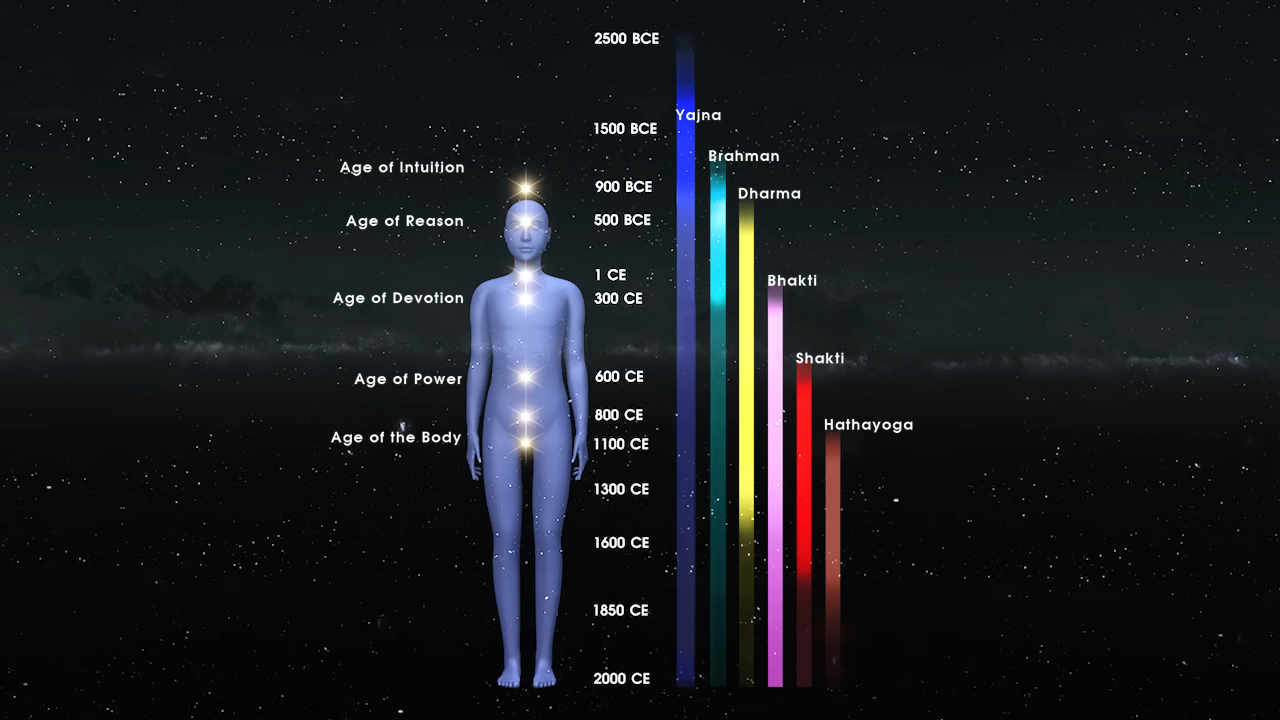 Age of Intuition
Age of Reason
Age of Devotion
Age of Power
Age of the Body
2500 BCE
1500 BCE
900 BCE
500 BCE
1 CE
300 CE
600 CE
800 CE
1100 CE
1300 CE
1600 CE
1850 CE
2000 CE
Yajna
Brahman
Dharma
Bhakti
Shakti
Hathayoga